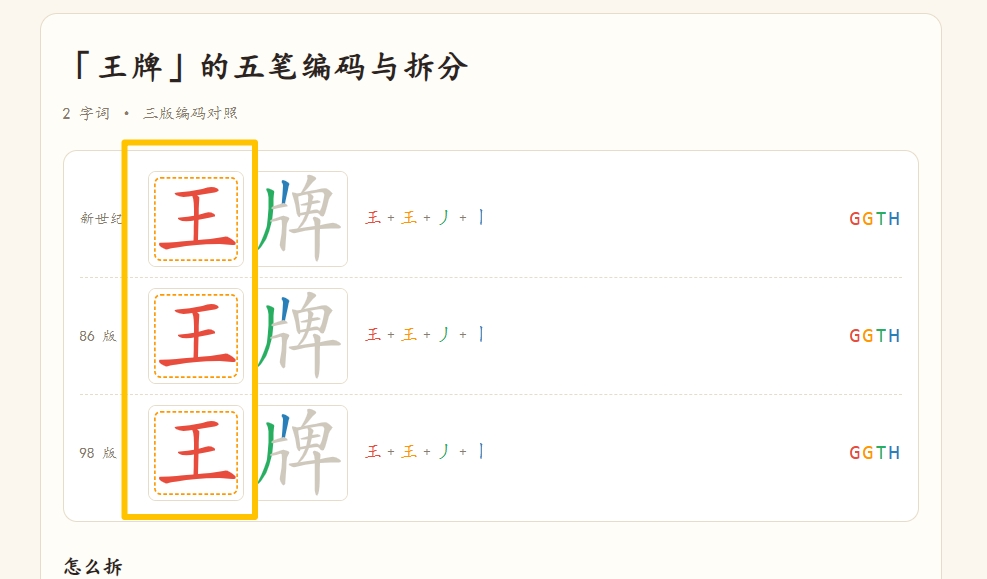 「王牌」的五笔编码与拆分
2 字词 • 三版编码对照
新世纪 王牌 王 + 王 + 丿 + 丨 GGTH
86 版 王牌 王 + 王 + 丿 + 丨 GGTH
98 版 王牌 王 + 王 + 丿 + 丨 GGTH
怎么拆